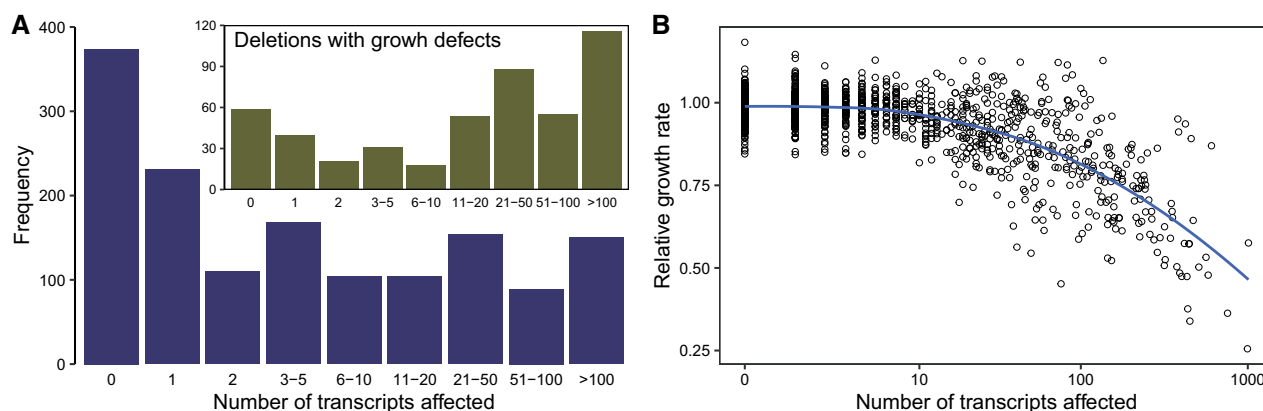 A
Frequency
400
300
200
100
0
0 1 2 3−5 6−10 11−20 21−50 51−100 >100
Number of transcripts affected
Deletions with growh defects
120
90
60
30
0
0 1 2 3−5 6−10 11−20 21−50 51−100 >100
B
Relative growth rate
1.00
0.75
0.50
0.25
0 10 100 1000
Number of transcripts affected